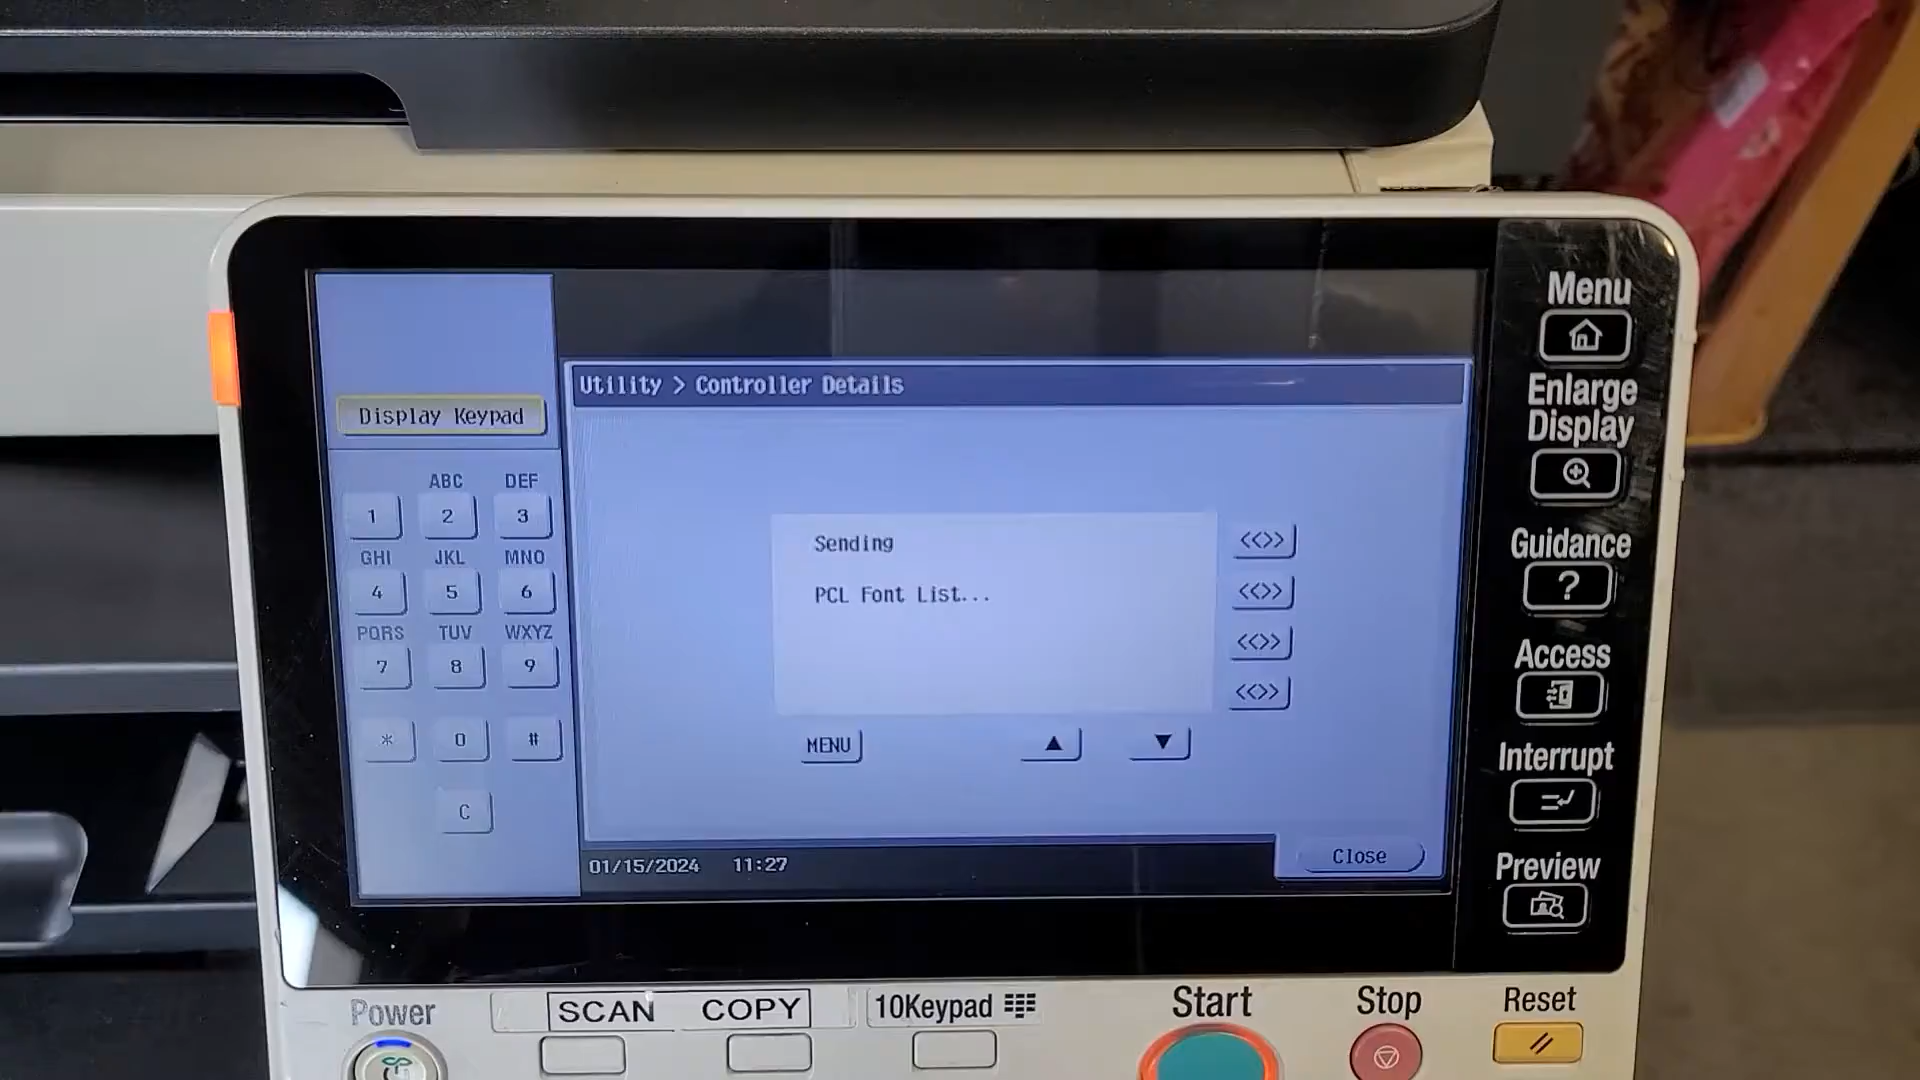 Menu
Enlarge
Display
Utility > Controller Details
Display Keypad
ABC DEF
1 2 3
GHI JKL MNO
4 5 6
PQRS TUV WXYZ
7 8 9
* 0 #
C
Sending <<>>
PCL Font List... <<>>
<<>>
<<>>
MENU ▲ ▼
01/15/2024 11:27
Close
Guidance
?
Access
Interrupt
Preview
Power
SCAN COPY
10Keypad
Start
Stop
Reset